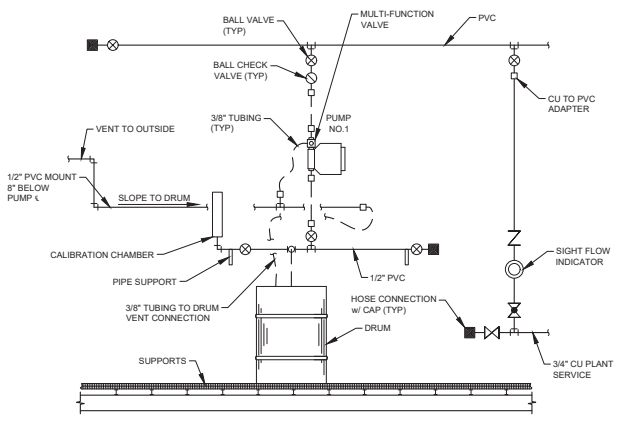 BALL VALVE
(TYP)
MULTI-FUNCTION
VALVE
PVC
BALL CHECK
VALVE (TYP)
CU TO PVC
ADAPTER
3/8" TUBING
(TYP)
PUMP
NO.1
VENT TO OUTSIDE
1/2" PVC MOUNT
8" BELOW
PUMP ℄
SLOPE TO DRUM
CALIBRATION CHAMBER
SIGHT FLOW
INDICATOR
PIPE SUPPORT
1/2" PVC
3/8" TUBING TO DRUM
VENT CONNECTION
HOSE CONNECTION
w/ CAP (TYP)
DRUM
SUPPORTS
3/4" CU PLANT
SERVICE